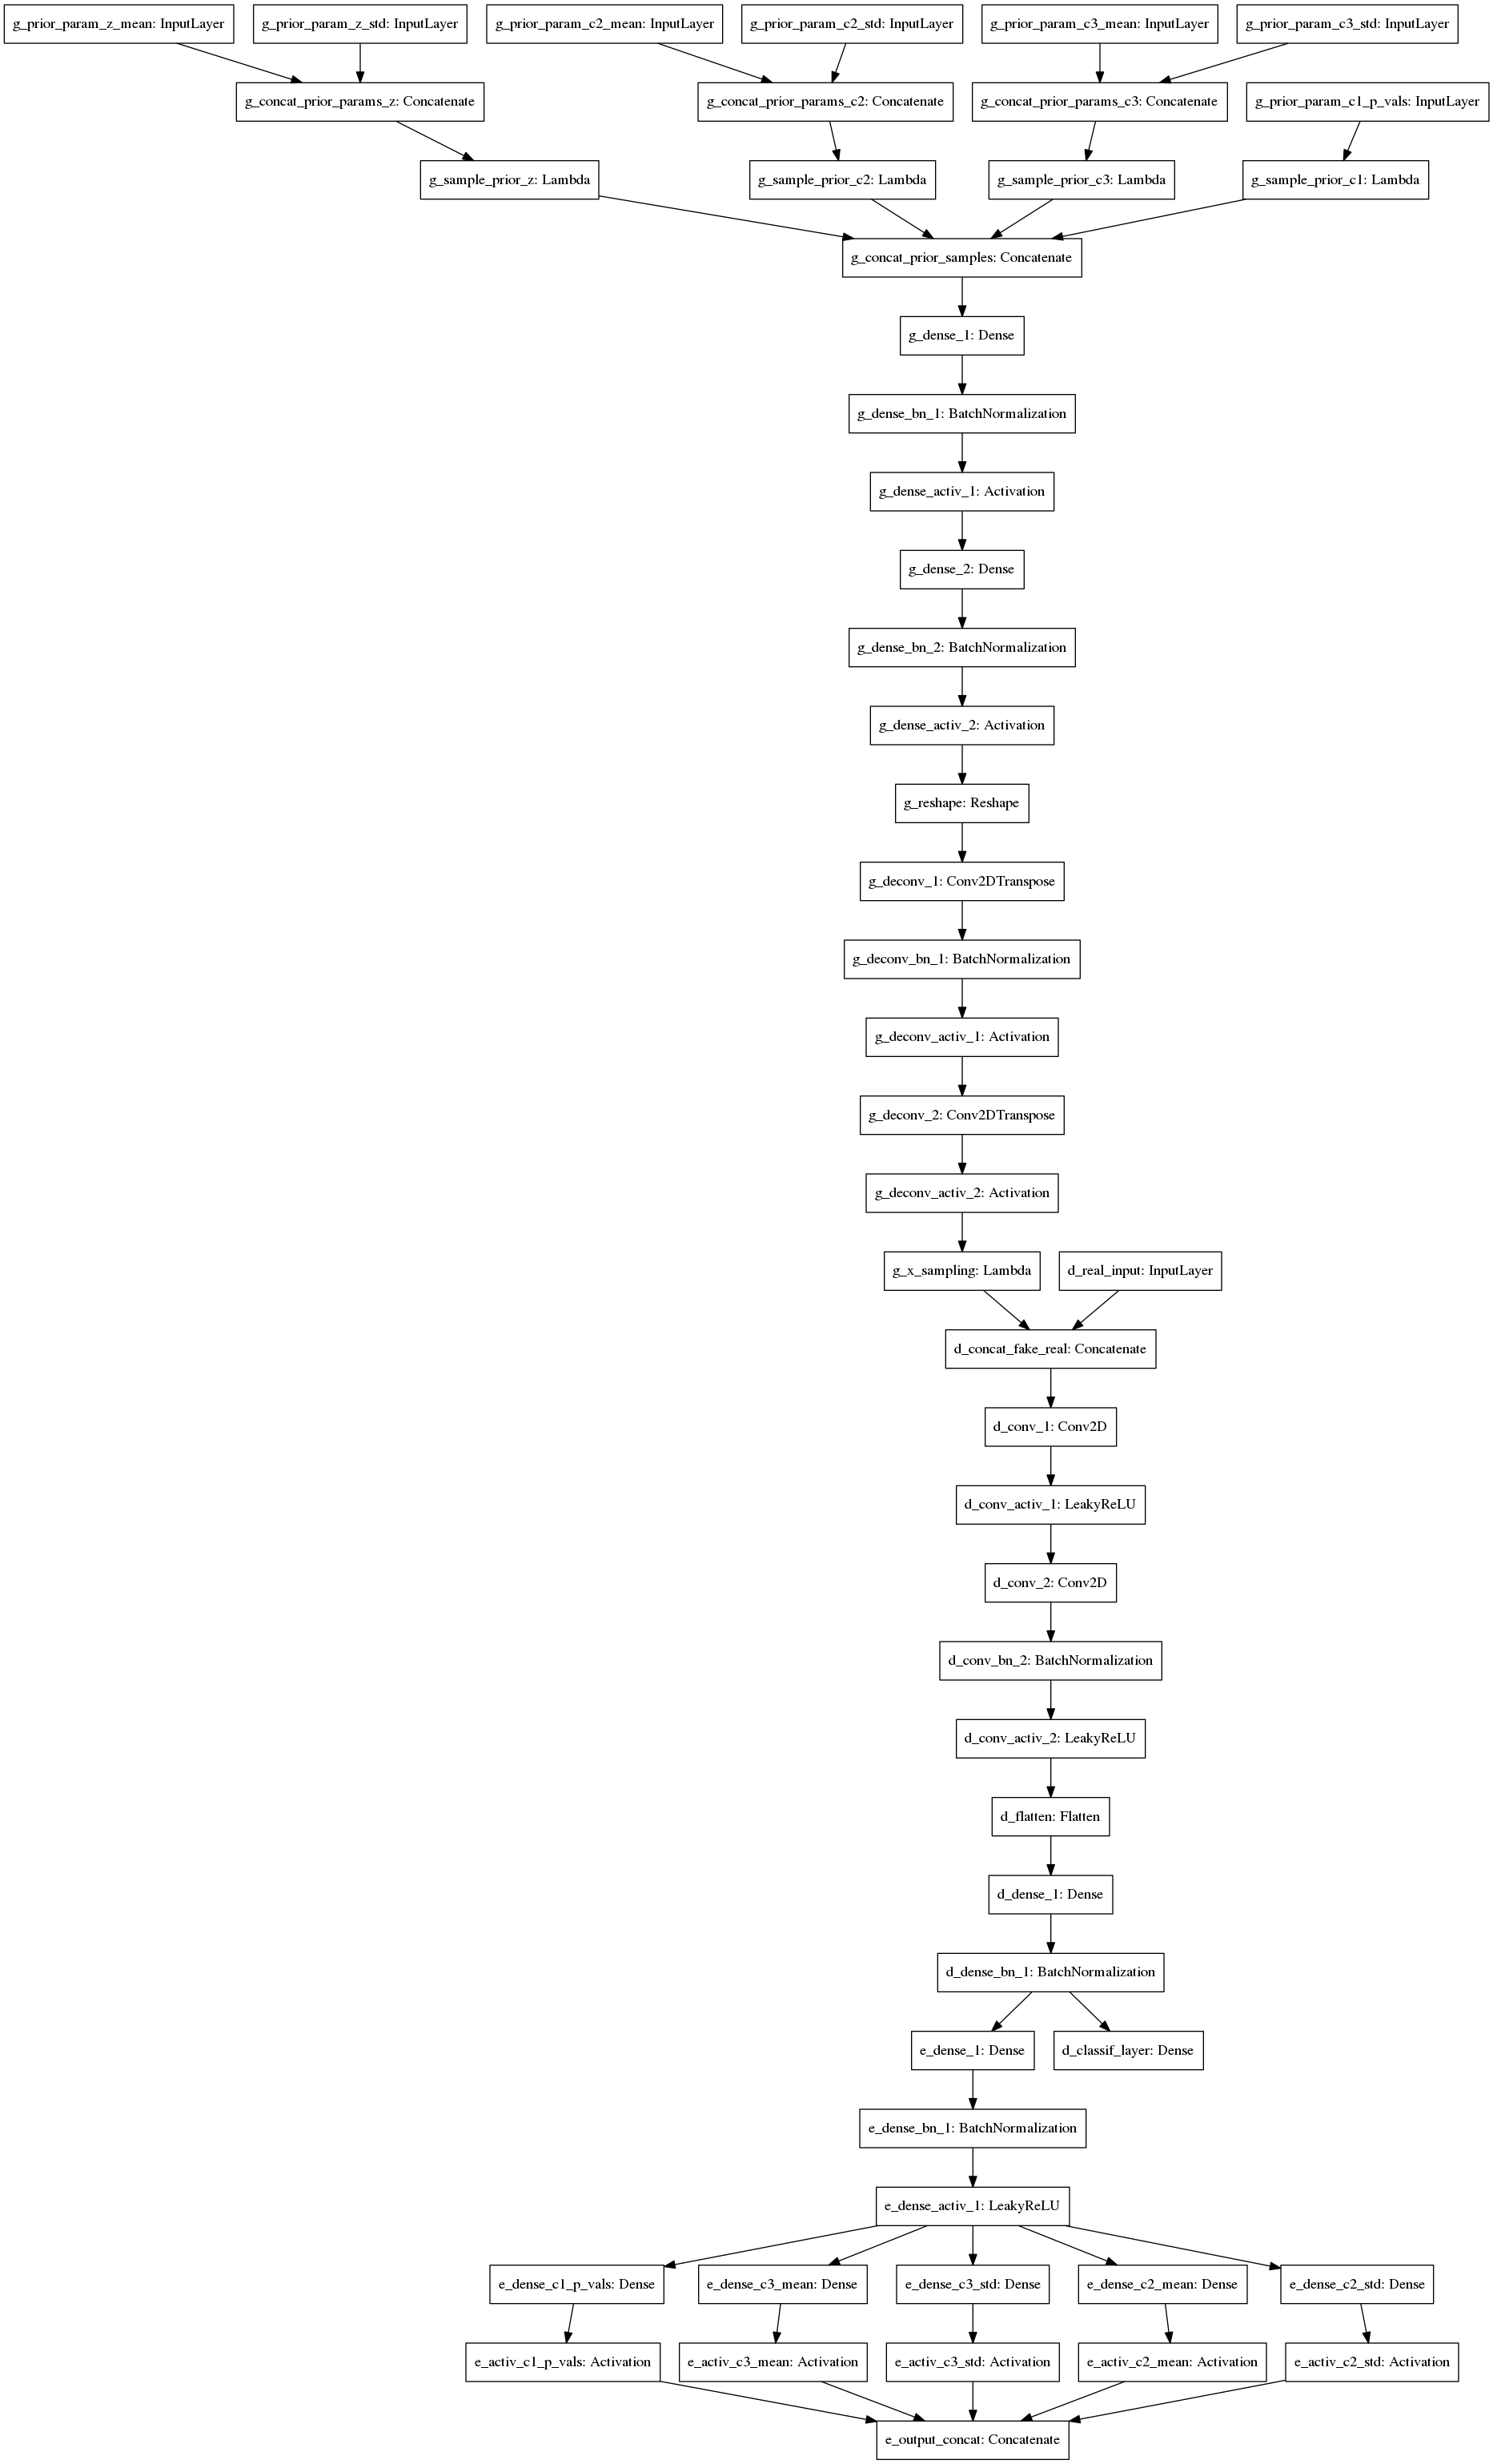 g_prior_param_z_mean: InputLayer
g_prior_param_z_std: InputLayer
g_prior_param_c2_mean: InputLayer
g_prior_param_c2_std: InputLayer
g_prior_param_c3_mean: InputLayer
g_prior_param_c3_std: InputLayer
g_concat_prior_params_z: Concatenate
g_concat_prior_params_c2: Concatenate
g_concat_prior_params_c3: Concatenate
g_prior_param_c1_p_vals: InputLayer
g_sample_prior_z: Lambda
g_sample_prior_c2: Lambda
g_sample_prior_c3: Lambda
g_sample_prior_c1: Lambda
g_concat_prior_samples: Concatenate
g_dense_1: Dense
g_dense_bn_1: BatchNormalization
g_dense_activ_1: Activation
g_dense_2: Dense
g_dense_bn_2: BatchNormalization
g_dense_activ_2: Activation
g_reshape: Reshape
g_deconv_1: Conv2DTranspose
g_deconv_bn_1: BatchNormalization
g_deconv_activ_1: Activation
g_deconv_2: Conv2DTranspose
g_deconv_activ_2: Activation
g_x_sampling: Lambda
d_real_input: InputLayer
d_concat_fake_real: Concatenate
d_conv_1: Conv2D
d_conv_activ_1: LeakyReLU
d_conv_2: Conv2D
d_conv_bn_2: BatchNormalization
d_conv_activ_2: LeakyReLU
d_flatten: Flatten
d_dense_1: Dense
d_dense_bn_1: BatchNormalization
e_dense_1: Dense
d_classif_layer: Dense
e_dense_bn_1: BatchNormalization
e_dense_activ_1: LeakyReLU
e_dense_c1_p_vals: Dense
e_dense_c3_mean: Dense
e_dense_c3_std: Dense
e_dense_c2_mean: Dense
e_dense_c2_std: Dense
e_activ_c1_p_vals: Activation
e_activ_c3_mean: Activation
e_activ_c3_std: Activation
e_activ_c2_mean: Activation
e_activ_c2_std: Activation
e_output_concat: Concatenate